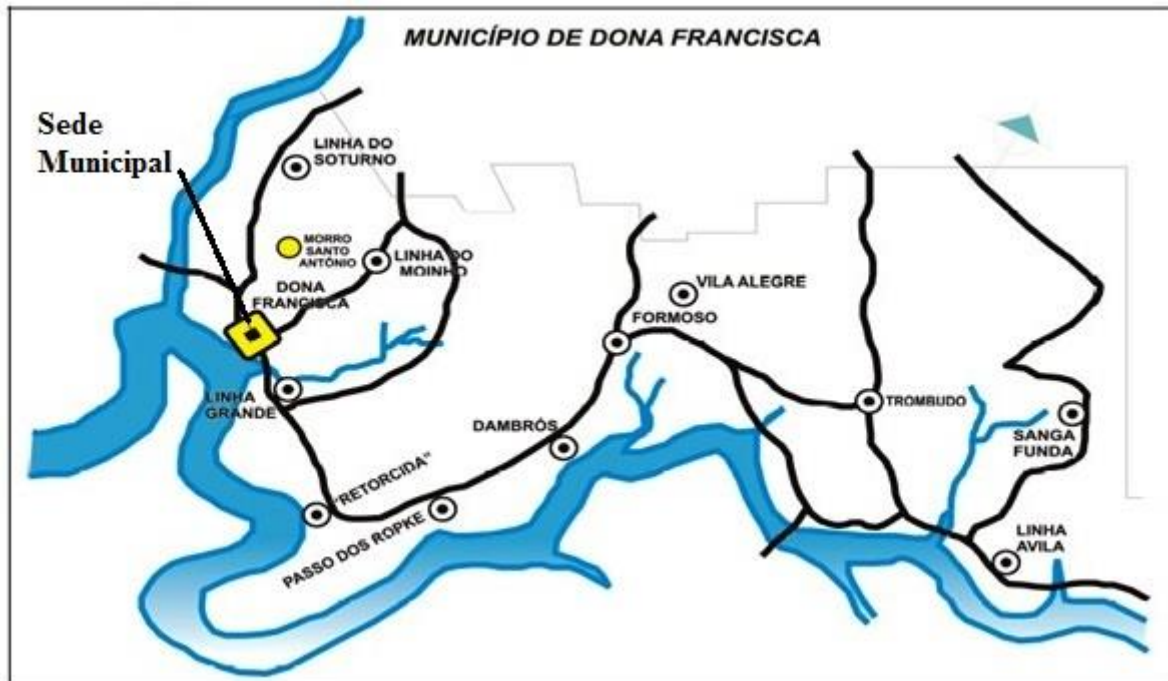 MUNICÍPIO DE DONA FRANCISCA
Sede
Municipal
LINHA DO
SOTURNO
MORRO
SANTO
ANTÔNIO
LINHA DO
MOINHO
DONA
FRANCISCA
VILA ALEGRE
FORMOSO
LINHA
GRANDE
DAMBRÓS
TROMBUDO
SANGA
FUNDA
"RETORCIDA"
PASSO DOS ROPKE
LINHA
AVILA